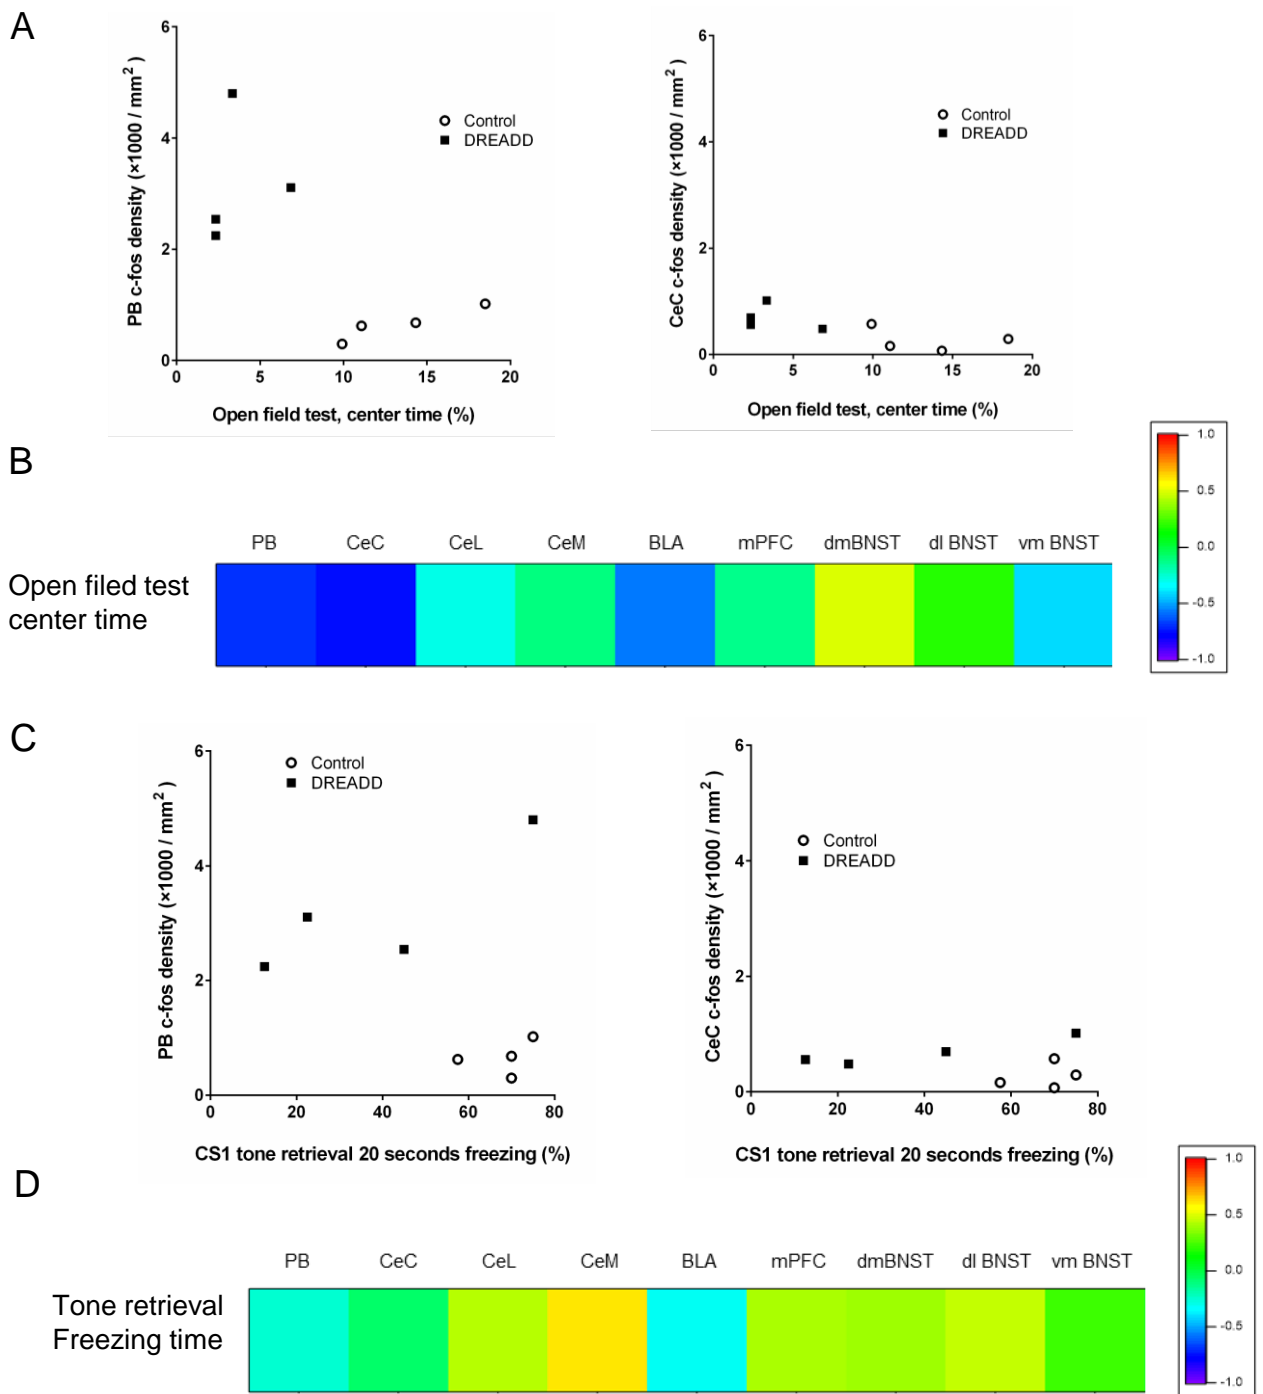 A
6
4
2
0
PB c-fos density (×1000 / mm2 )
Control
DREADD
0 5 10 15 20
Open field test, center time (%)
6
4
2
0
CeC c-fos density (×1000 / mm2 )
Control
DREADD
0 5 10 15 20
Open field test, center time (%)
B
1.0
0.5
0.0
-0.5
-1.0
PB CeC CeL CeM BLA mPFC dmBNST dl BNST vm BNST
Open filed test
center time
C
6
4
2
0
PB c-fos density (×1000 / mm2 )
Control
DREADD
0 20 40 60 80
CS1 tone retrieval 20 seconds freezing (%)
6
4
2
0
CeC c-fos density (×1000 / mm2 )
Control
DREADD
0 20 40 60 80
CS1 tone retrieval 20 seconds freezing (%)
D
1.0
0.5
0.0
-0.5
-1.0
PB CeC CeL CeM BLA mPFC dmBNST dl BNST vm BNST
Tone retrieval
Freezing time